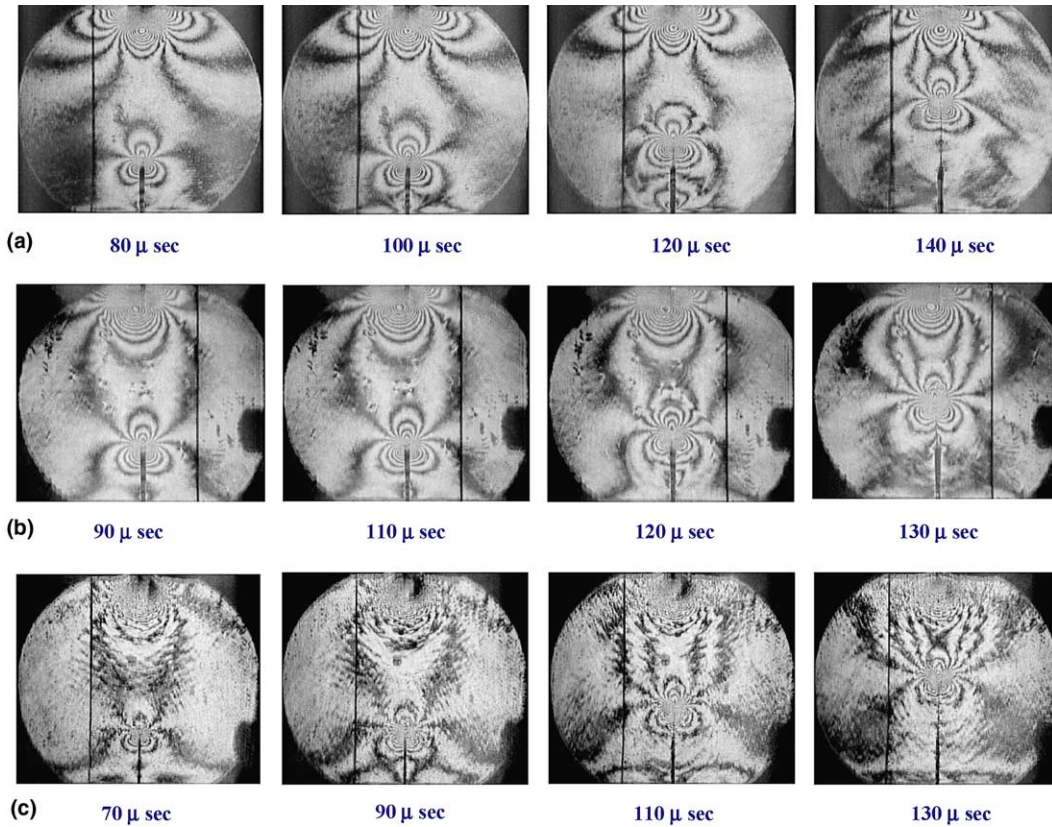 (a)
80 μ sec
100 μ sec
120 μ sec
140 μ sec
(b)
90 μ sec
110 μ sec
120 μ sec
130 μ sec
(c)
70 μ sec
90 μ sec
110 μ sec
130 μ sec